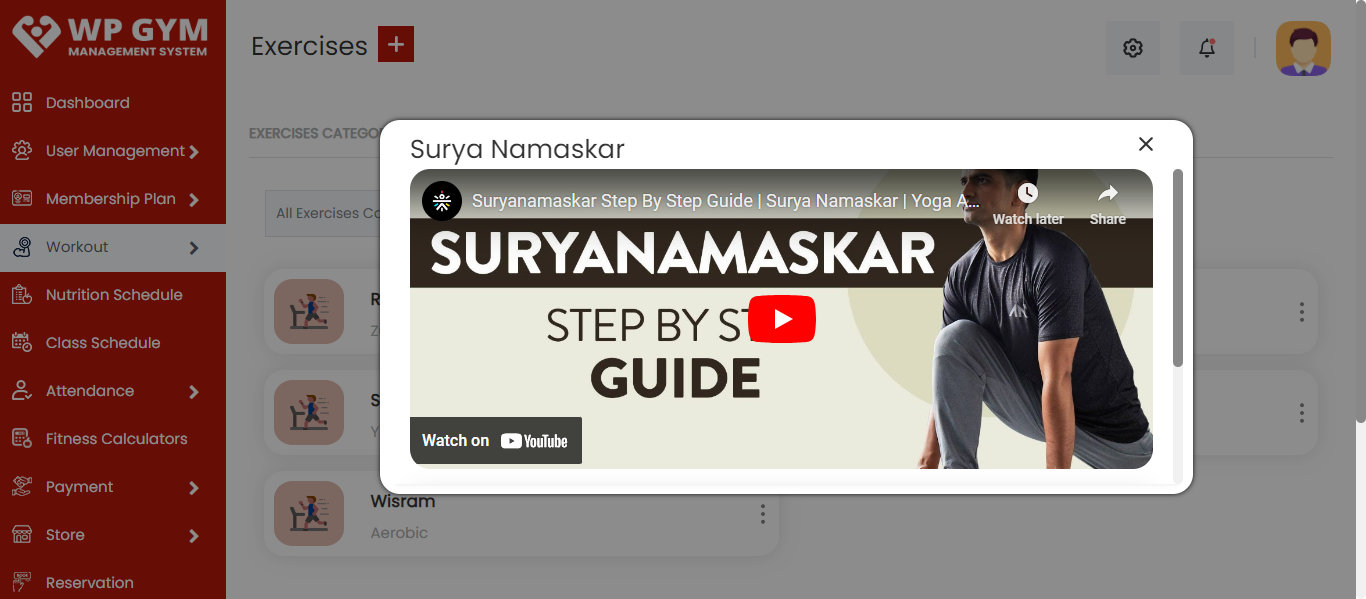 WP GYM
MANAGEMENT SYSTEM
Dashboard
User Management
Membership Plan
Workout
Nutrition Schedule
Class Schedule
Attendance
Fitness Calculators
Payment
Store
Reservation
Exercises +
EXERCISES CATEGO
All Exercises Ca
R
Z
S
Y
Wisram
Aerobic
Surya Namaskar
Suryanamaskar Step By Step Guide | Surya Namaskar | Yoga A...
Watch later
Share
SURYANAMASKAR
STEP BY ST
GUIDE
Watch on YouTube